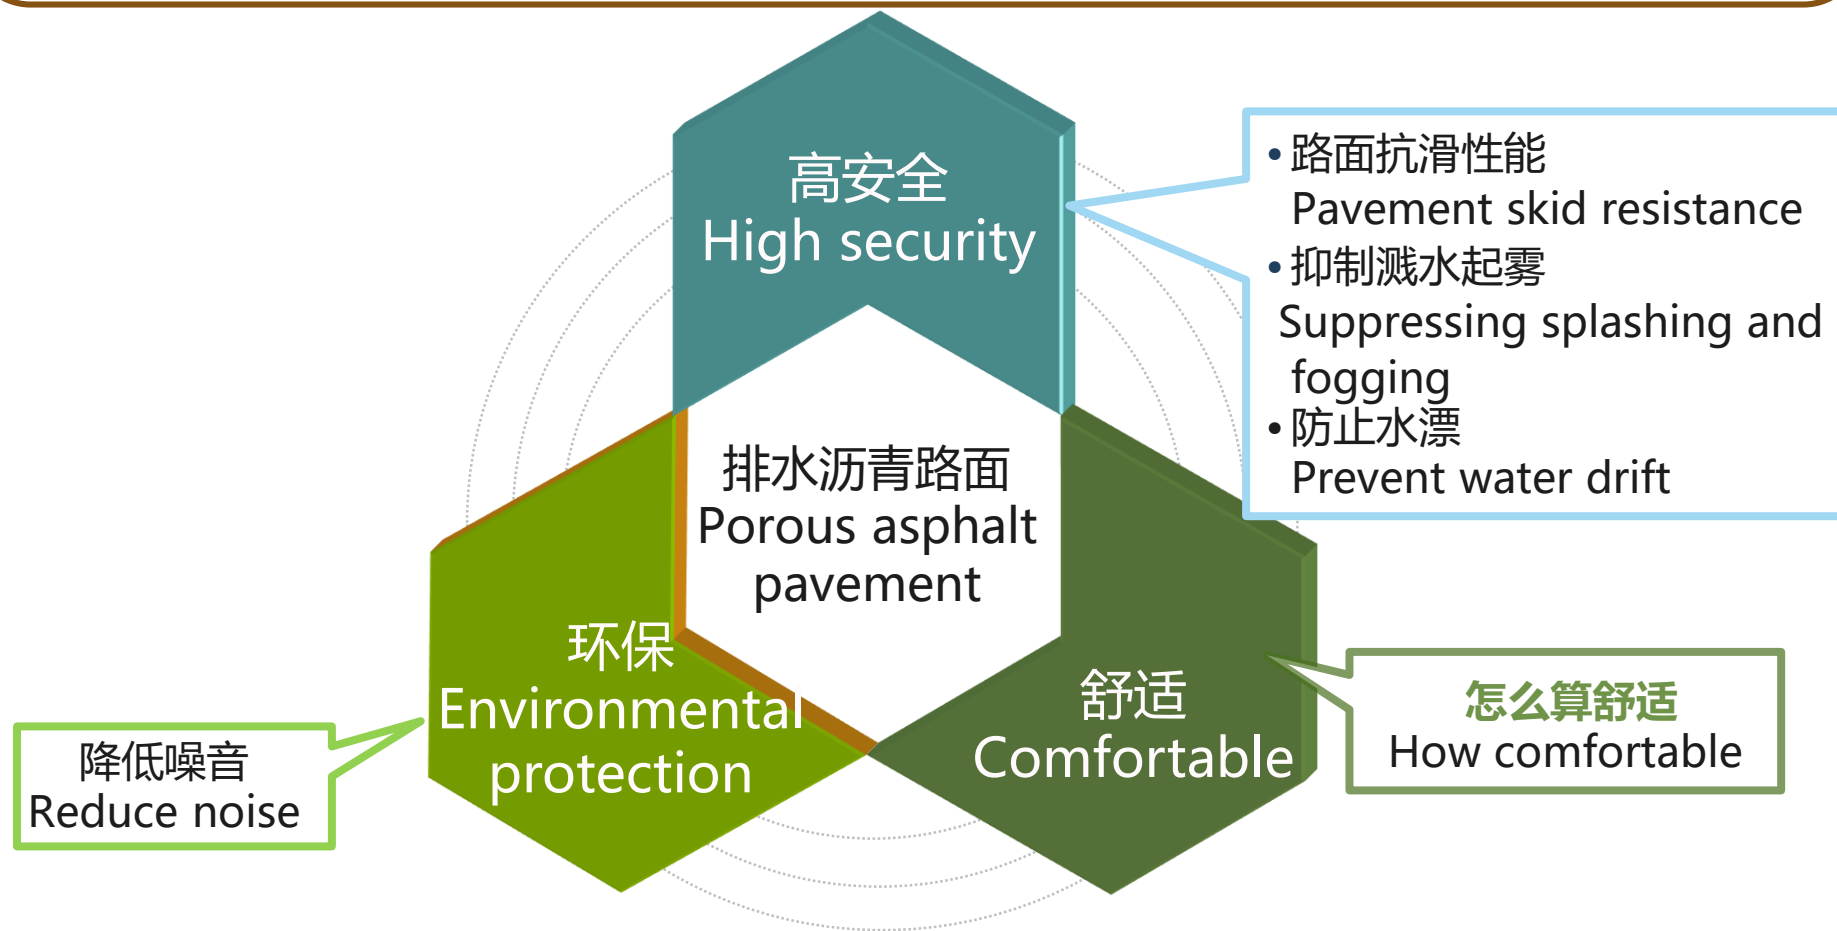 高安全
High security
• 路面抗滑性能
Pavement skid resistance
• 抑制溅水起雾
Suppressing splashing and
fogging
• 防止水漂
Prevent water drift
排水沥青路面
Porous asphalt
pavement
环保
Environmental
protection
降低噪音
Reduce noise
舒适
Comfortable
怎么算舒适
How comfortable